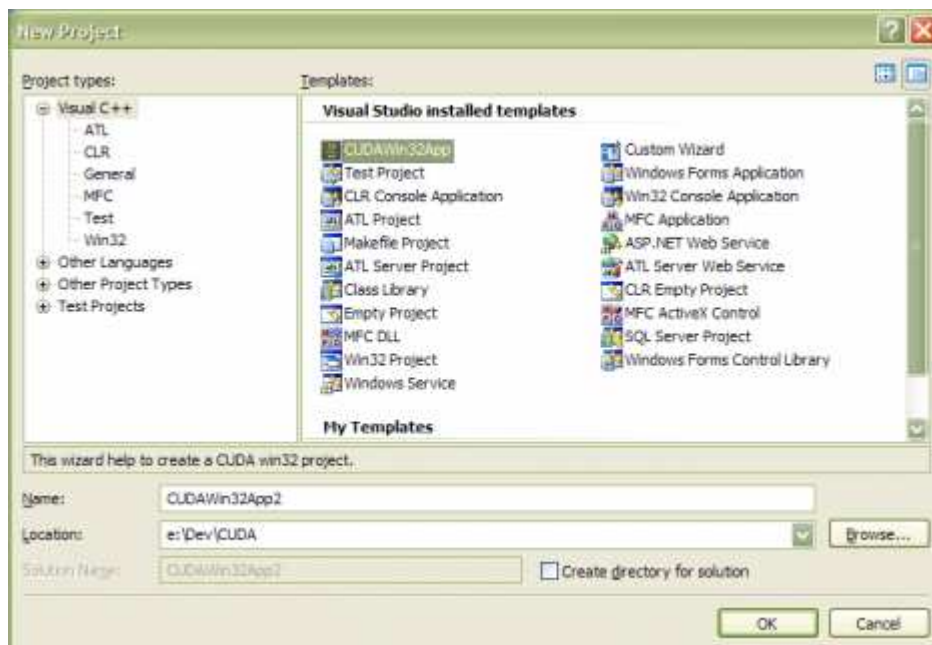 New Project
Project types:
Templates:
Visual C++
ATL
CLR
General
MFC
Test
Win32
Other Languages
Other Project Types
Test Projects
Visual Studio installed templates
CUDAWin32App
Test Project
CLR Console Application
ATL Project
Makefile Project
ATL Server Project
Class Library
Empty Project
MFC DLL
Win32 Project
Windows Service
Custom Wizard
Windows Forms Application
Win32 Console Application
MFC Application
ASP.NET Web Service
ATL Server Web Service
CLR Empty Project
MFC ActiveX Control
SQL Server Project
Windows Forms Control Library
My Templates
This wizard help to create a CUDA win32 project.
Name:
CUDAWin32App2
Location:
e:\Dev\CUDA
Browse...
Solution Name:
CUDAWin32App2
Create directory for solution
OK
Cancel